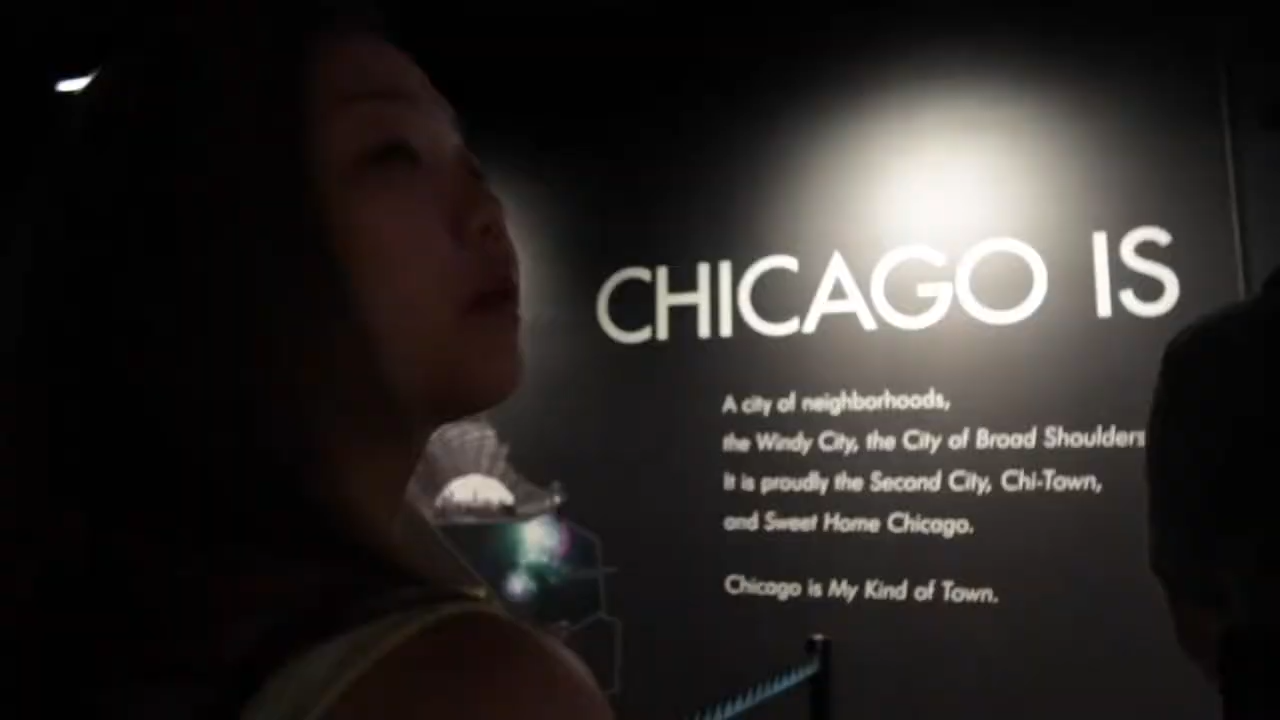 CHICAGO IS
A city of neighborhoods,
the Windy City, the City of Broad Shoulders
It is proudly the Second City, Chi-Town,
and Sweet Home Chicago.
Chicago is My Kind of Town.